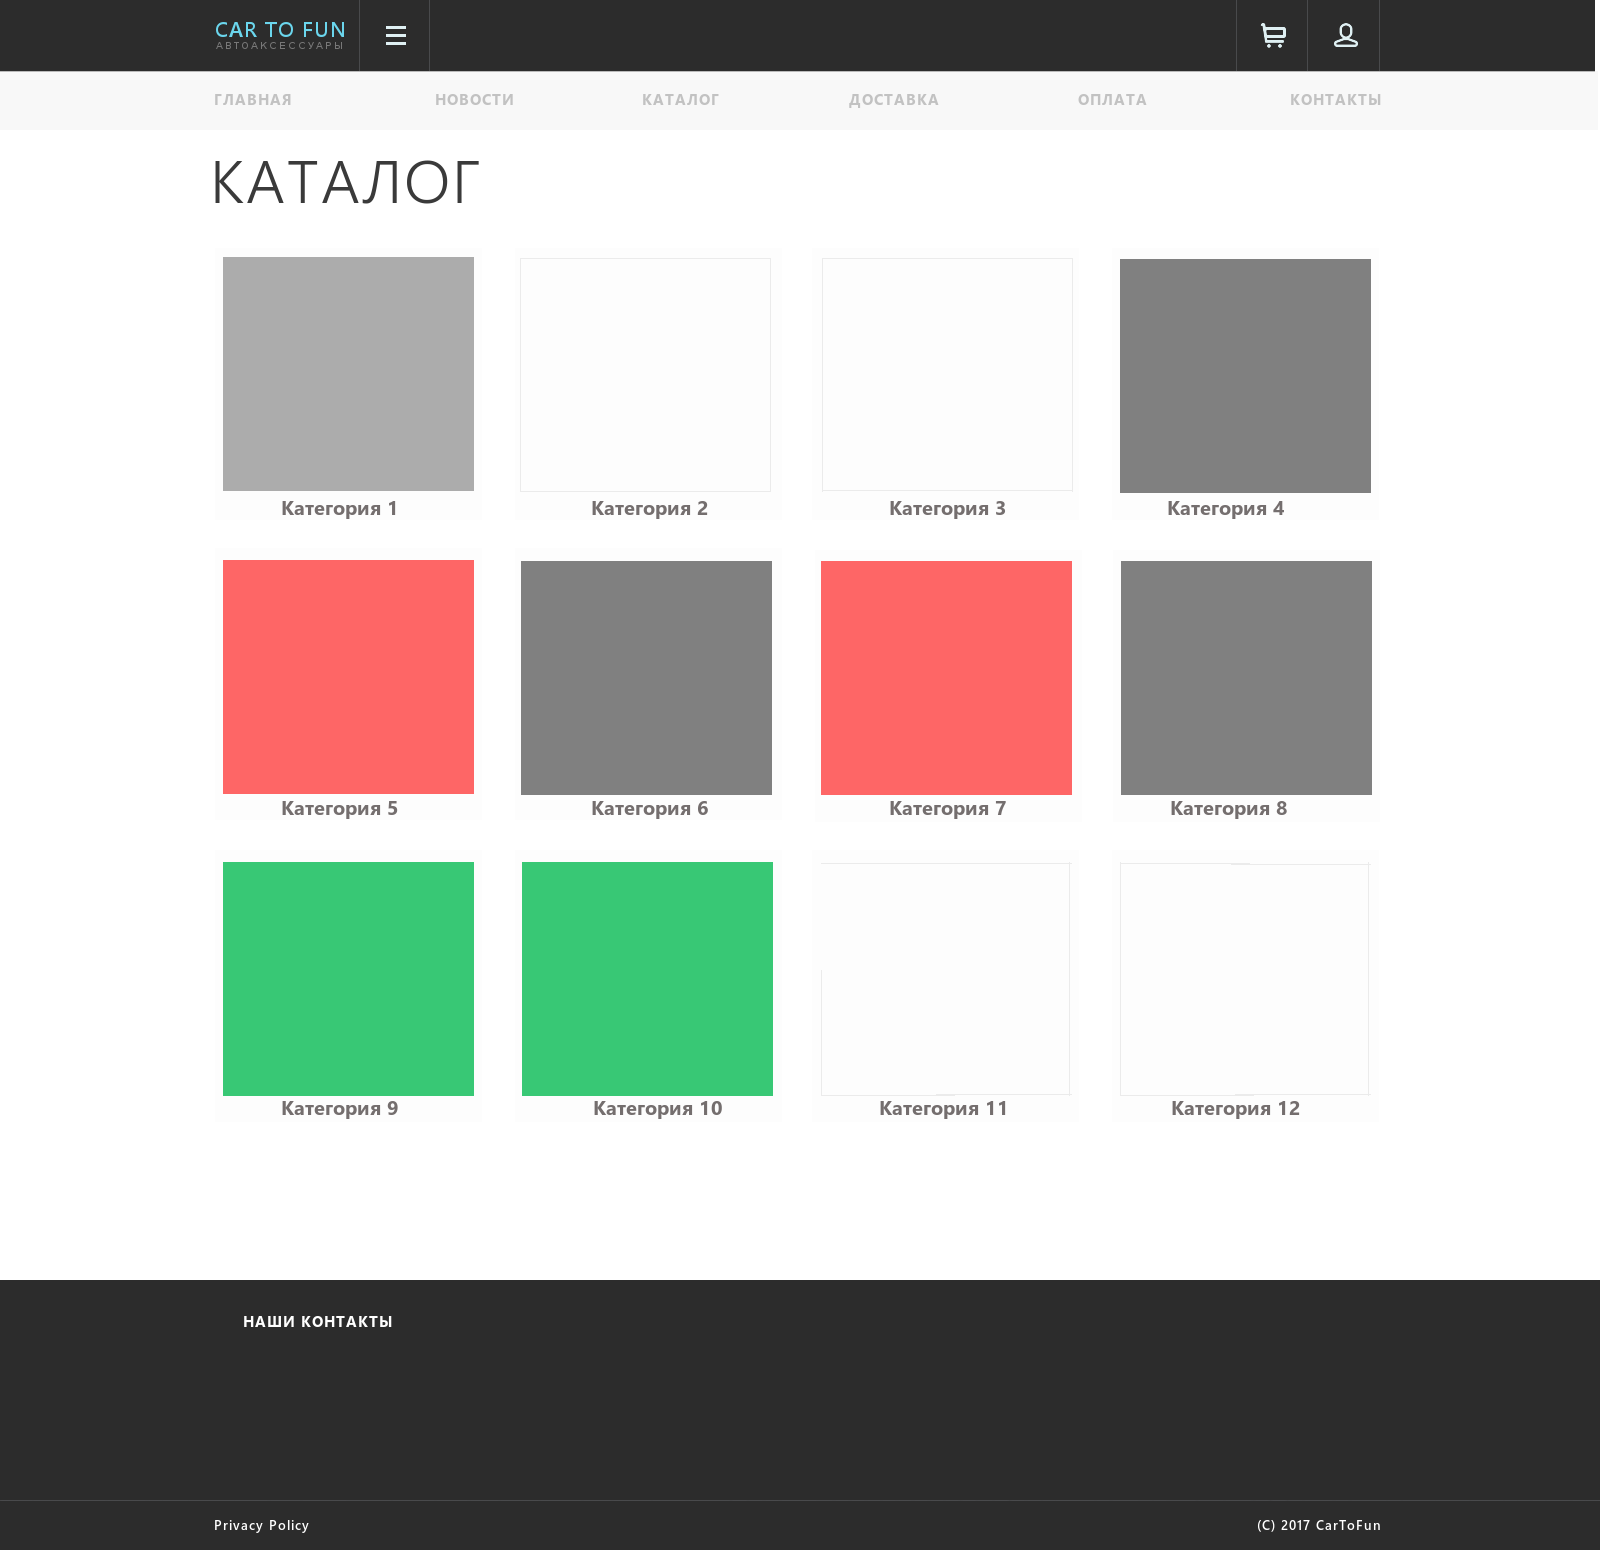 CAR TO FUN
АВТОАКСЕССУАРЫ
ГЛАВНАЯ НОВОСТИ КАТАЛОГ ДОСТАВКА ОПЛАТА КОНТАКТЫ
КАТАЛОГ
Категория 1 Категория 2 Категория 3 Категория 4
Категория 5 Категория 6 Категория 7 Категория 8
Категория 9 Категория 10 Категория 11 Категория 12
НАШИ КОНТАКТЫ
Privacy Policy (C) 2017 CarToFun